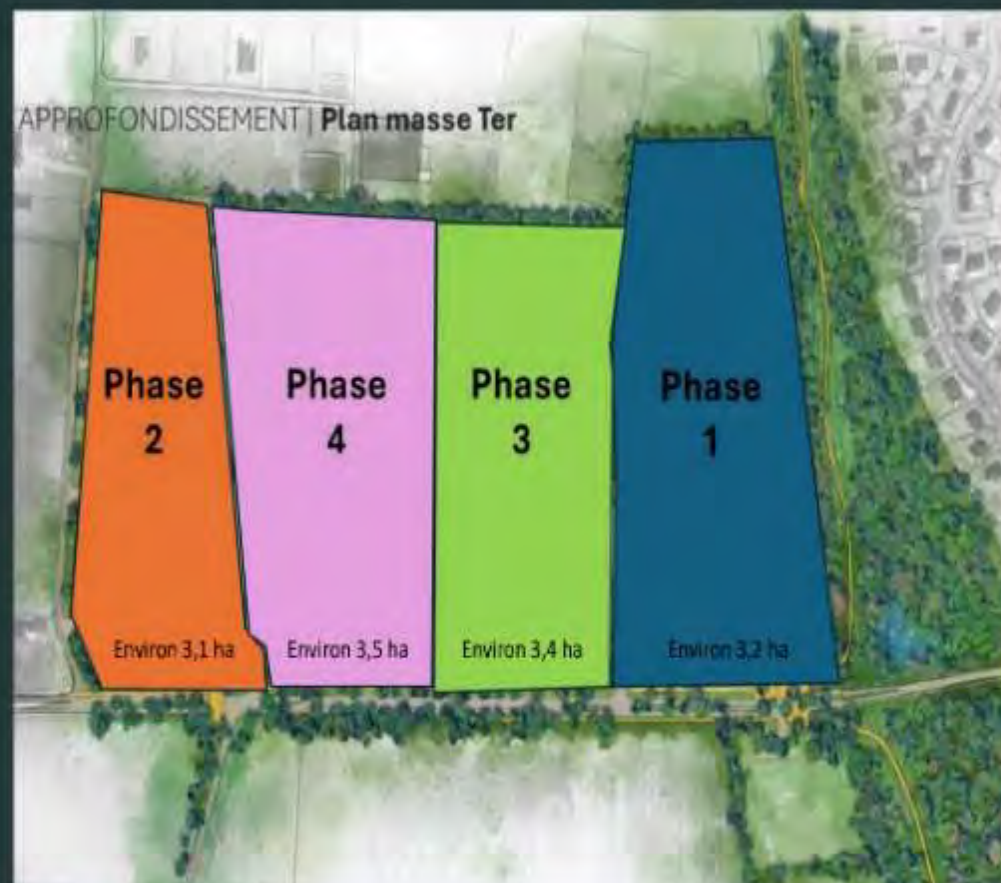 APPROFONDISSEMENT | Plan masse Ter
Phase
2
Environ 3,1 ha
Phase
4
Environ 3,5 ha
Phase
3
Environ 3,4 ha
Phase
1
Environ 3,2 ha